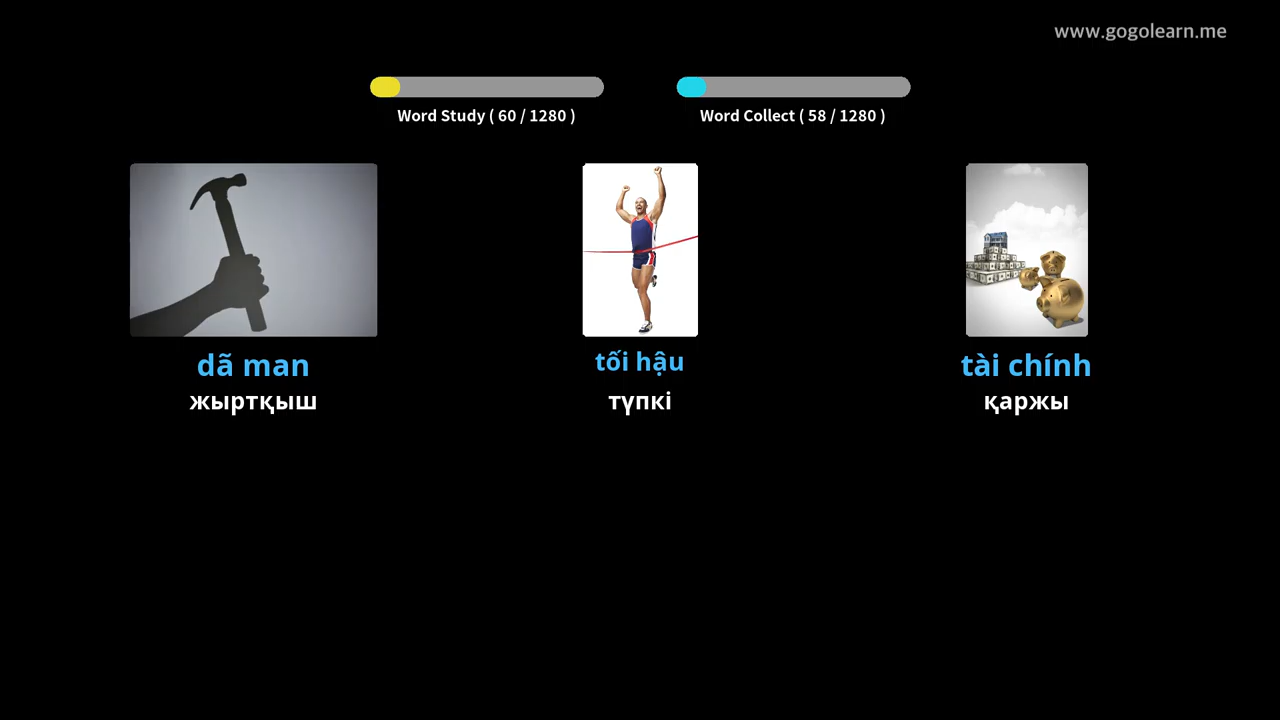 www.gogolearn.me
Word Study ( 60 / 1280 )
Word Collect ( 58 / 1280 )
dã man
tối hậu
tài chính
жыртқыш
түпкі
қаржы